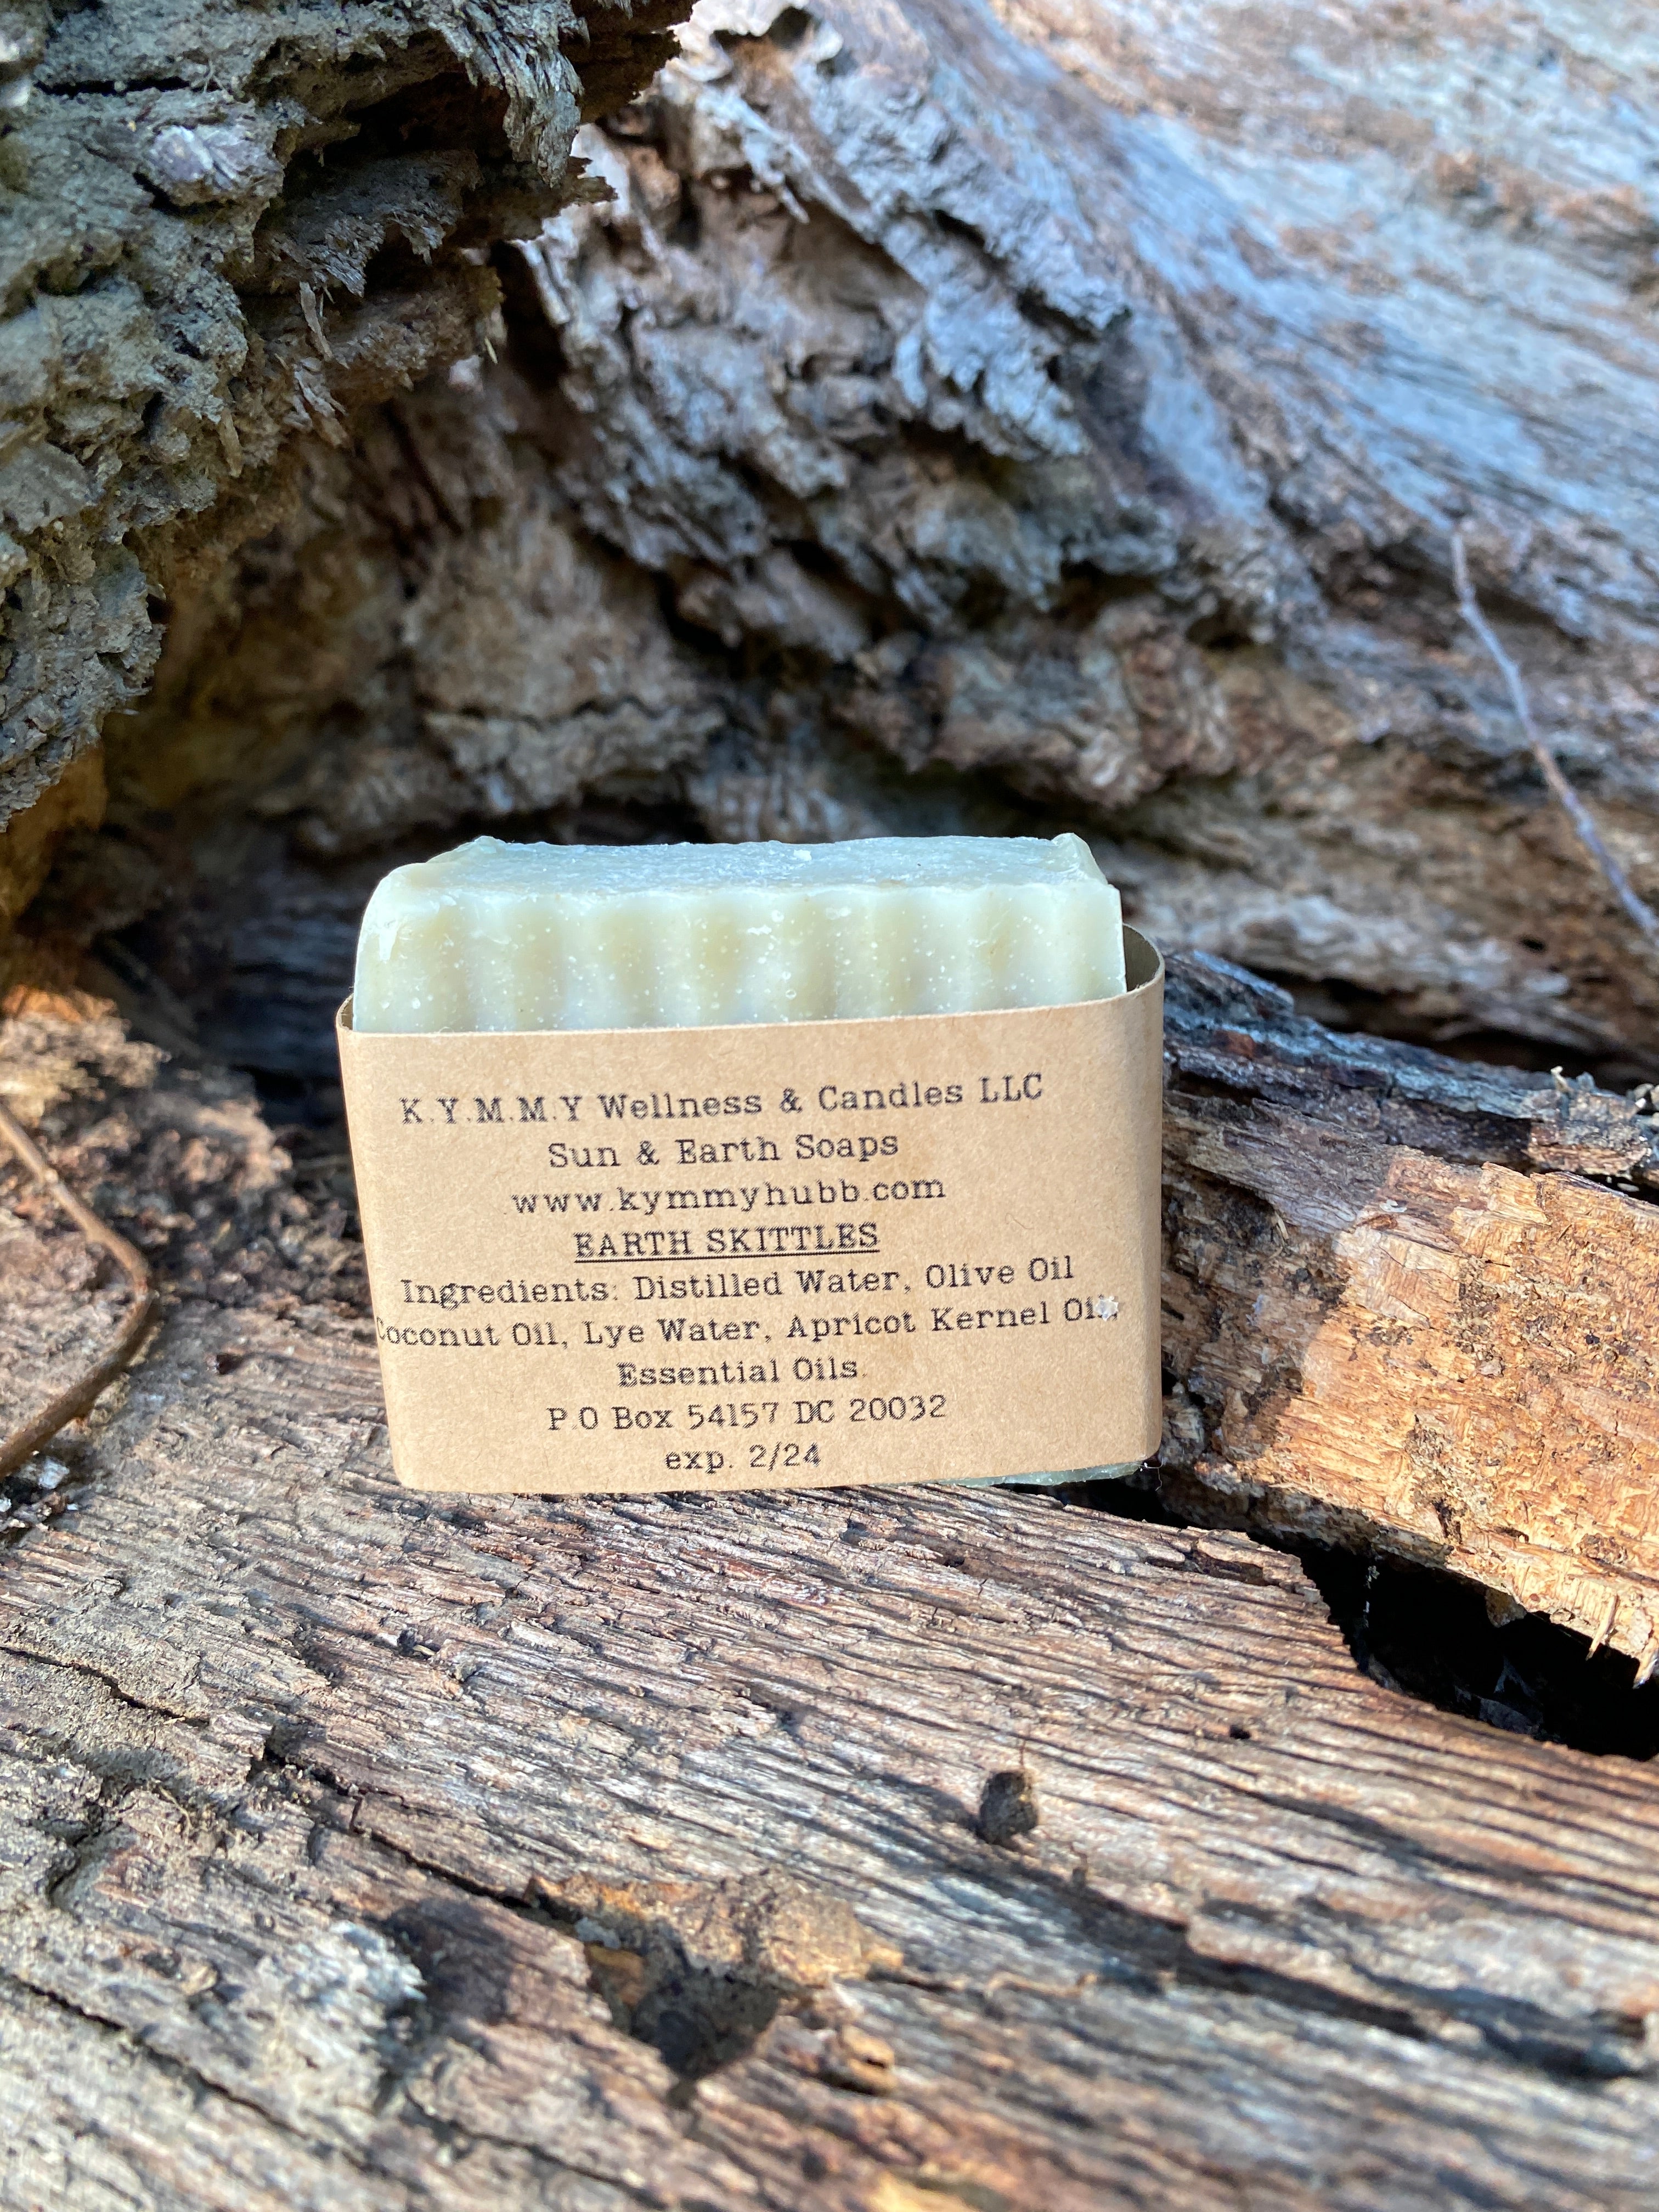 K.Y.M.M.Y Wellness & Candles LLC
Sun & Earth Soaps
www.kymmyhubb.com
EARTH SKITTLES
Ingredients: Distilled Water, Olive Oil
Coconut Oil, Lye Water, Apricot Kernel Oil,
Essential Oils.
P.O Box 54157 DC 20032
exp. 2/24